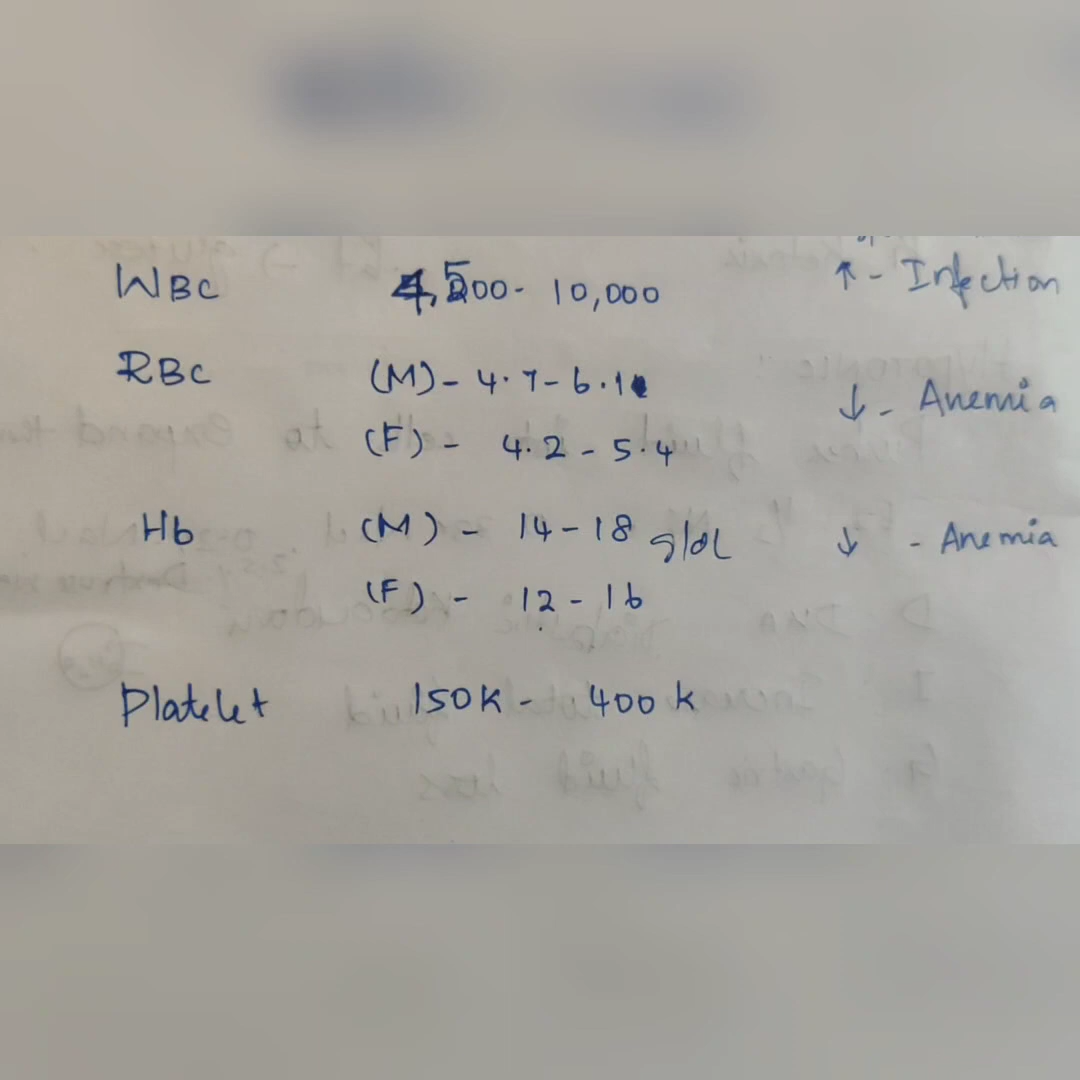 WBC 4,500- 10,000 ↑ - Infection
RBC (M)- 4.7-6.1 ↓ - Anemia
(F) - 4.2 - 5.4
Hb (M) - 14-18 g/dL ↓ - Anemia
(F) - 12 - 16
Platelet 150K - 400K